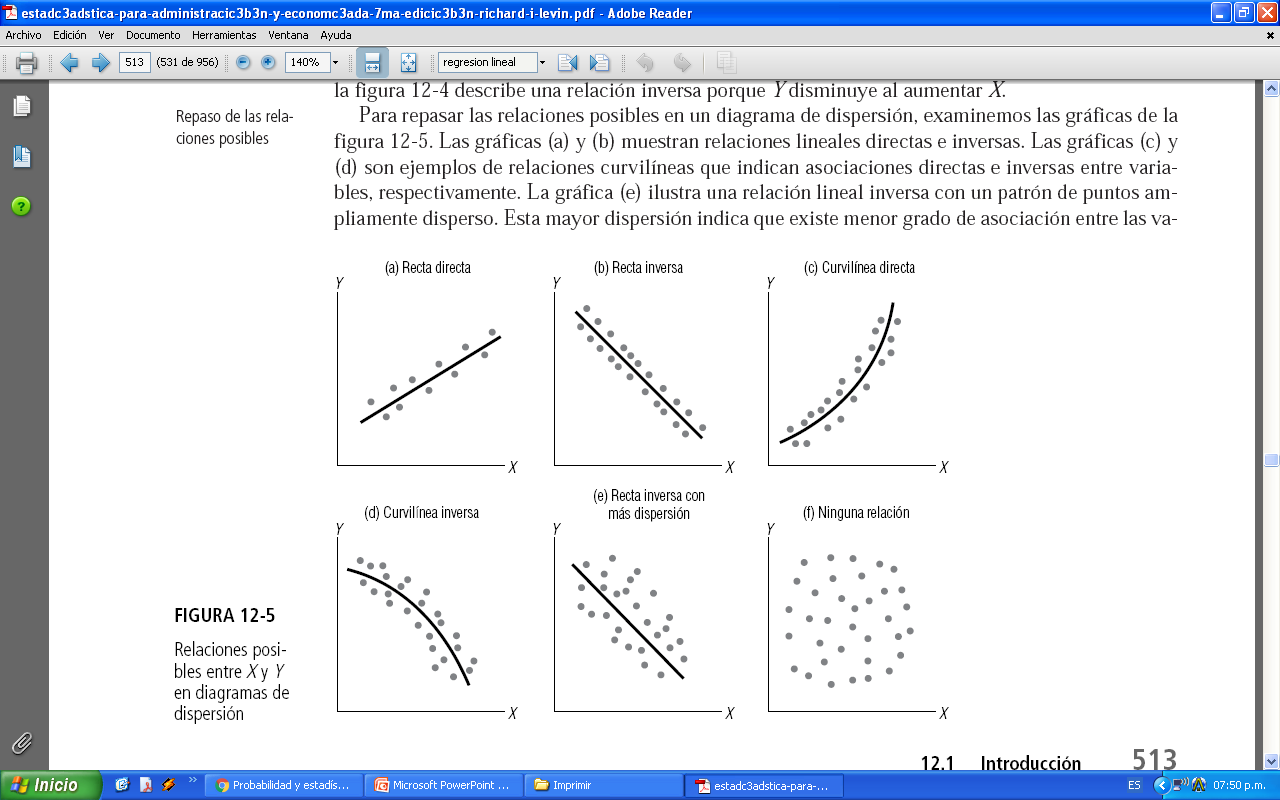 estadc3adstica-para-administracic3b3n-y-economc3ada-7ma-edicic3b3n-richard-i-levin.pdf - Adobe Reader
Archivo Edición Ver Documento Herramientas Ventana Ayuda
513 (531 de 956) 140% regresion lineal
la figura 12-4 describe una relación inversa porque Y disminuye al aumentar X.
Repaso de las rela-
ciones posibles
Para repasar las relaciones posibles en un diagrama de dispersión, examinemos las gráficas de la
figura 12-5. Las gráficas (a) y (b) muestran relaciones lineales directas e inversas. Las gráficas (c) y
(d) son ejemplos de relaciones curvilíneas que indican asociaciones directas e inversas entre varia-
bles, respectivamente. La gráfica (e) ilustra una relación lineal inversa con un patrón de puntos am-
pliamente disperso. Esta mayor dispersión indica que existe menor grado de asociación entre las va-
(a) Recta directa
Y
X
(b) Recta inversa
Y
X
(c) Curvilínea directa
Y
X
(d) Curvilínea inversa
Y
X
(e) Recta inversa con
más dispersión
Y
X
(f) Ninguna relación
Y
X
FIGURA 12-5
Relaciones posi-
bles entre X y Y
en diagramas de
dispersión
12.1 Introducción 513
Inicio
Probabilidad y estadís...
Microsoft PowerPoint ...
Imprimir
estadc3adstica-para-...
ES
07:50 p.m.